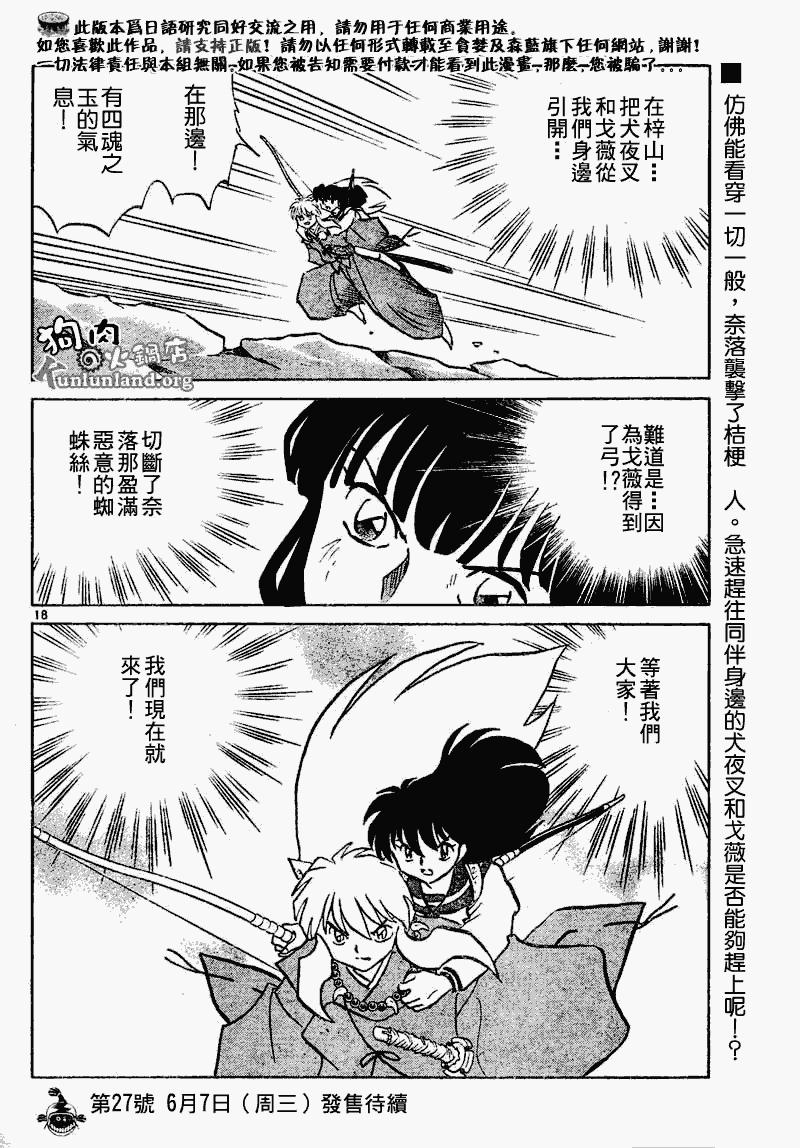 此版本爲日語研究同好交流之用，請勿用于任何商業用途。
如您喜歡此作品，請支持正版！請勿以任何形式轉載至貪婪及森藍旗下任何網站，謝謝！
一切法律責任與本組無關，如果您被告知需要付款才能看到此漫畫，那麼，您被騙了...
■仿佛能看穿一切一般，奈落襲擊了桔梗　人。急速趕往同伴身邊的犬夜叉和戈薇是否能夠趕上呢！？
在梓山…
把犬夜叉
和戈薇從
我們身邊
引開…
在那邊！
有四魂之
玉的氣
息！
狗肉火鍋店
Kunlunland.org
難道是…因
為戈薇得到
了弓！？
切斷了奈
落那盈滿
惡意的蜘
蛛絲！
18
等著我們
大家！
我們現在就
來了！
第27號 6月7日（周三）發售待續